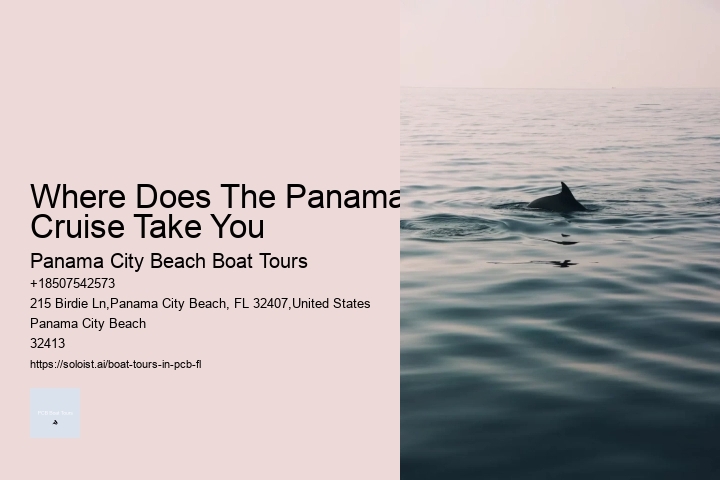 Where Does The Panama
Cruise Take You
Panama City Beach Boat Tours
+18507542573
215 Birdie Ln,Panama City Beach, FL 32407,United States
Panama City Beach
32413
https://soloist.ai/boat-tours-in-pcb-fl